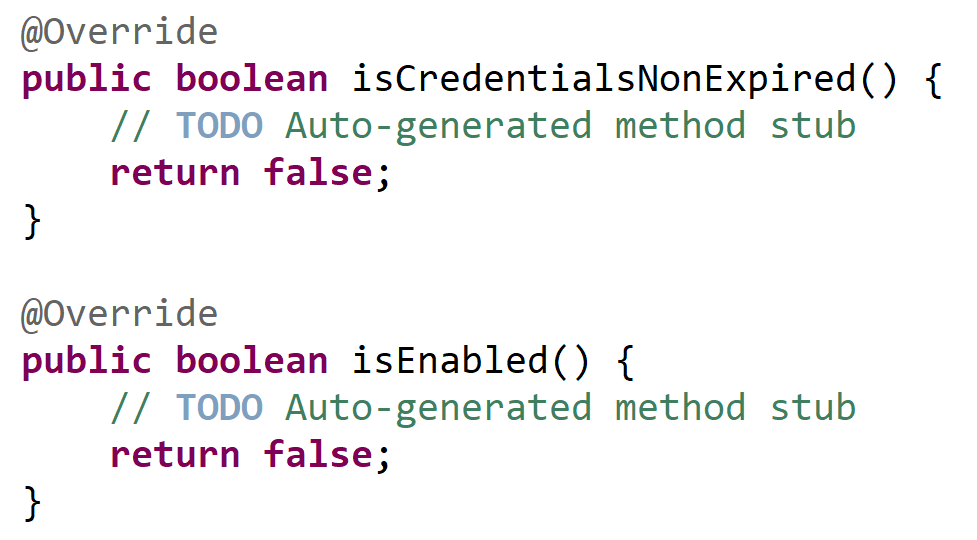 @Override
public boolean isCredentialsNonExpired() {
    // TODO Auto-generated method stub
    return false;
}

@Override
public boolean isEnabled() {
    // TODO Auto-generated method stub
    return false;
}